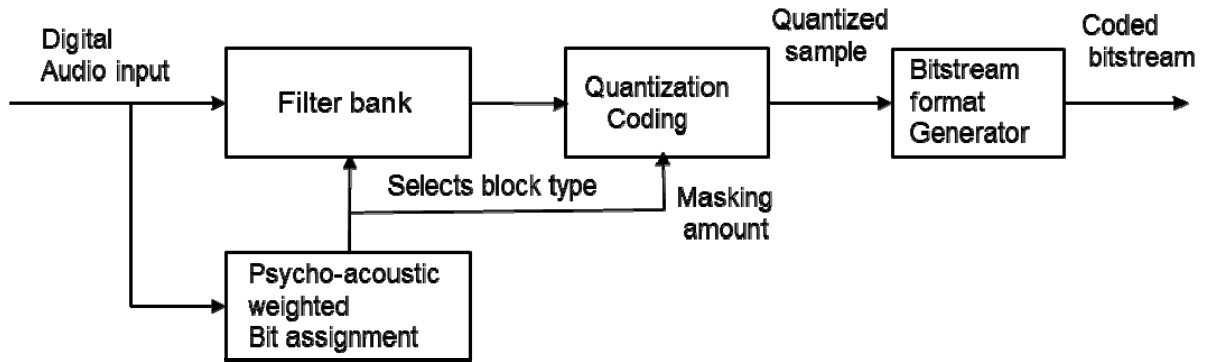 Digital
Audio input
Filter bank
Quantization
Coding
Quantized
sample
Bitstream
format
Generator
Coded
bitstream
Selects block type
Masking
amount
Psycho-acoustic
weighted
Bit assignment